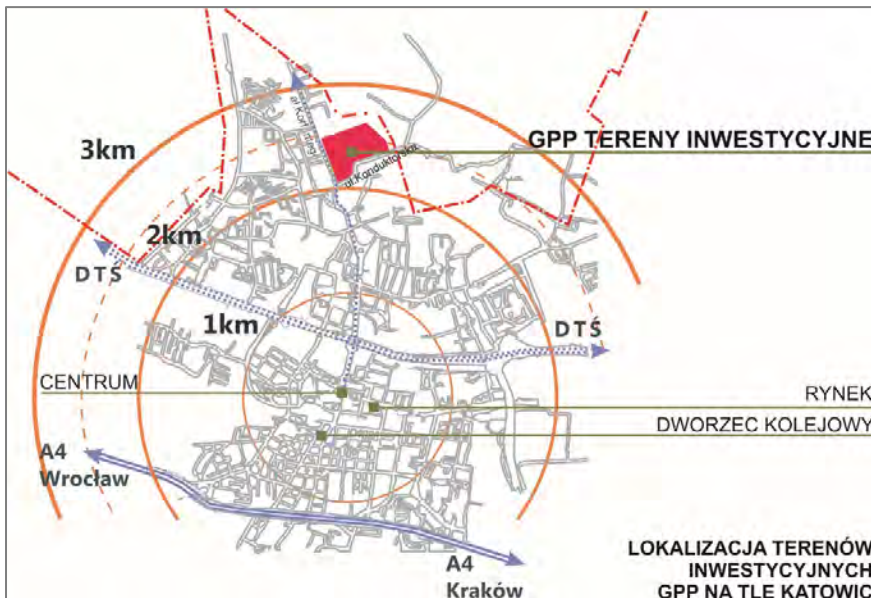 GPP TERENY INWESTYCYJNE
3km
ul.Konduktorska
2km
DTŚ
1km
DTŚ
CENTRUM
RYNEK
DWORZEC KOLEJOWY
A4
Wrocław
A4
Kraków
LOKALIZACJA TERENÓW
INWESTYCYJNYCH
GPP NA TLE KATOWIC